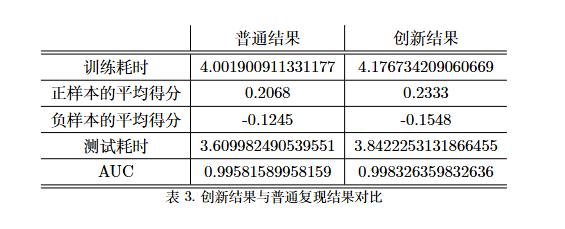 普通结果 创新结果
训练耗时 4.001900911331177 4.176734209060669
正样本的平均得分 0.2068 0.2333
负样本的平均得分 -0.1245 -0.1548
测试耗时 3.609982490539551 3.8422253131866455
AUC 0.99581589958159 0.998326359832636
表 3. 创新结果与普通复现结果对比